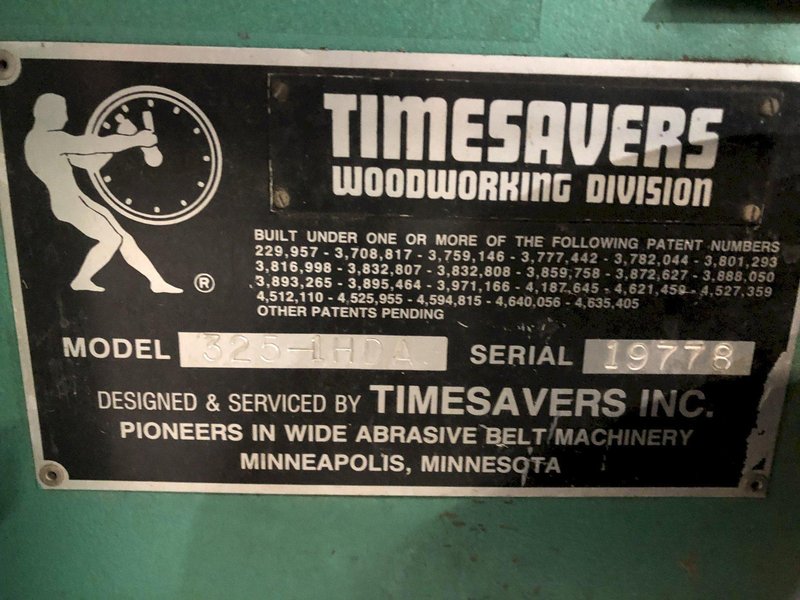 TIMESAVERS
WOODWORKING DIVISION
BUILT UNDER ONE OR MORE OF THE FOLLOWING PATENT NUMBERS
229,957 - 3,708,817 - 3,759,146 - 3,777,442 - 3,782,044 - 3,801,293
3,816,998 - 3,832,807 - 3,832,808 - 3,859,758 - 3,872,627 - 3,888,050
3,893,265 - 3,895,464 - 3,971,166 - 4,187,645 - 4,621,459 - 4,527,359
4,512,110 - 4,525,955 - 4,594,815 - 4,640,056 - 4,635,405
OTHER PATENTS PENDING
®
MODEL 325-1HDA SERIAL 19778
DESIGNED & SERVICED BY TIMESAVERS INC.
PIONEERS IN WIDE ABRASIVE BELT MACHINERY
MINNEAPOLIS, MINNESOTA